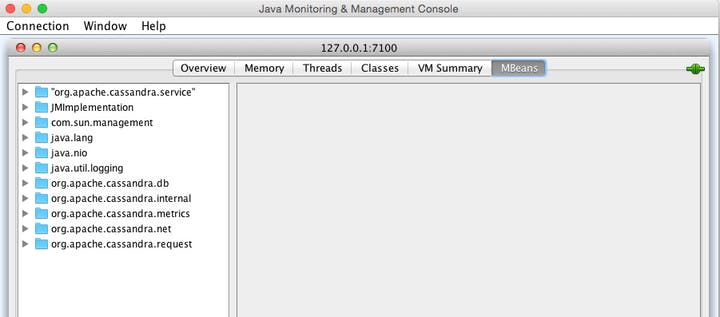 Java Monitoring & Management Console
Connection Window Help
127.0.0.1:7100
Overview Memory Threads Classes VM Summary MBeans
"org.apache.cassandra.service"
JMImplementation
com.sun.management
java.lang
java.nio
java.util.logging
org.apache.cassandra.db
org.apache.cassandra.internal
org.apache.cassandra.metrics
org.apache.cassandra.net
org.apache.cassandra.request